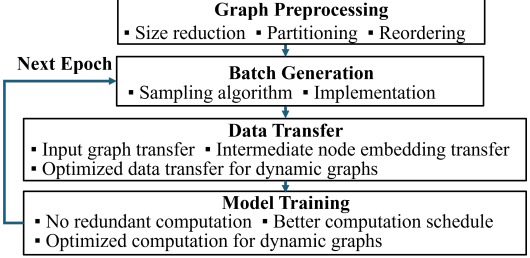 Graph Preprocessing
▪ Size reduction ▪ Partitioning ▪ Reordering
Next Epoch
Batch Generation
▪ Sampling algorithm ▪ Implementation
Data Transfer
▪ Input graph transfer ▪ Intermediate node embedding transfer
▪ Optimized data transfer for dynamic graphs
Model Training
▪ No redundant computation ▪ Better computation schedule
▪ Optimized computation for dynamic graphs